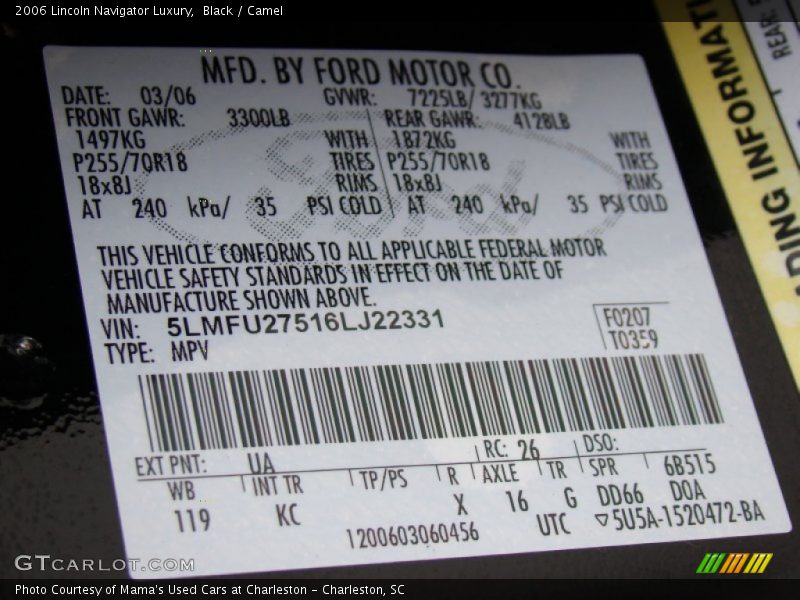 2006 Lincoln Navigator Luxury, Black / Camel
MFD. BY FORD MOTOR CO.
DATE: 03/06 GVWR: 7225LB/ 3277KG
FRONT GAWR: 3300LB REAR GAWR: 4128LB
1497KG WITH 1872KG WITH
P255/70R18 TIRES P255/70R18 TIRES
18x8J RIMS 18x8J RIMS
AT 240 kPa/ 35 PSI COLD AT 240 kPa/ 35 PSI COLD
THIS VEHICLE CONFORMS TO ALL APPLICABLE FEDERAL MOTOR
VEHICLE SAFETY STANDARDS IN EFFECT ON THE DATE OF
MANUFACTURE SHOWN ABOVE.
VIN: 5LMFU27516LJ22331 F0207
TYPE: MPV T0359
EXT PNT: UA RC: 26 DSO:
WB INT TR TP/PS R AXLE TR SPR 6B515
119 KC X 16 G DD66 D0A
1200603060456 UTC ▽5U5A-1520472-BA
DING INFORMATI
REAR:
Ford
GTCARLOT.COM
Photo Courtesy of Mama's Used Cars at Charleston - Charleston, SC